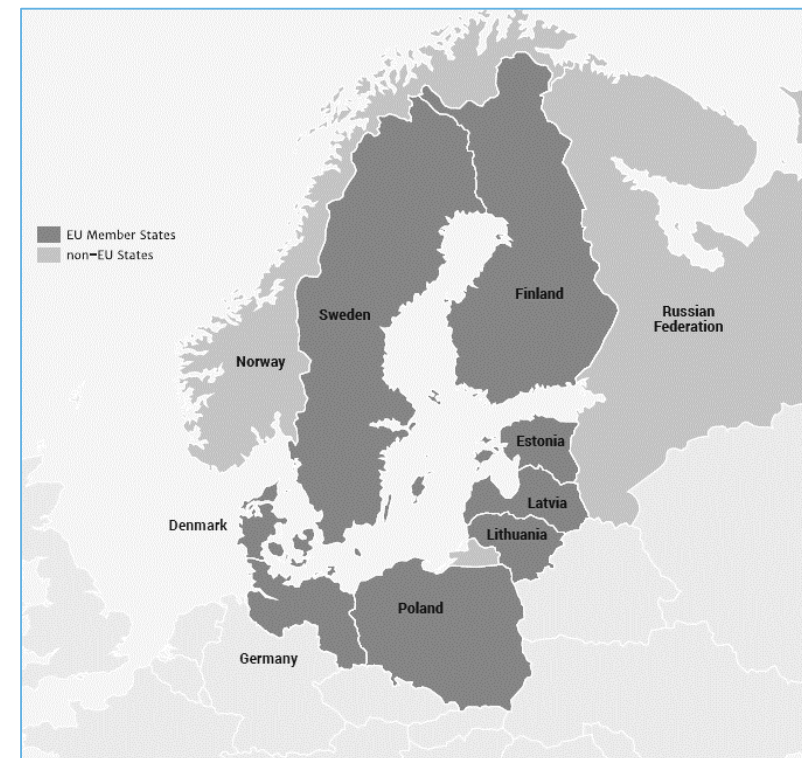 EU Member States
non-EU States
Finland
Sweden
Russian
Federation
Norway
Estonia
Latvia
Denmark
Lithuania
Poland
Germany